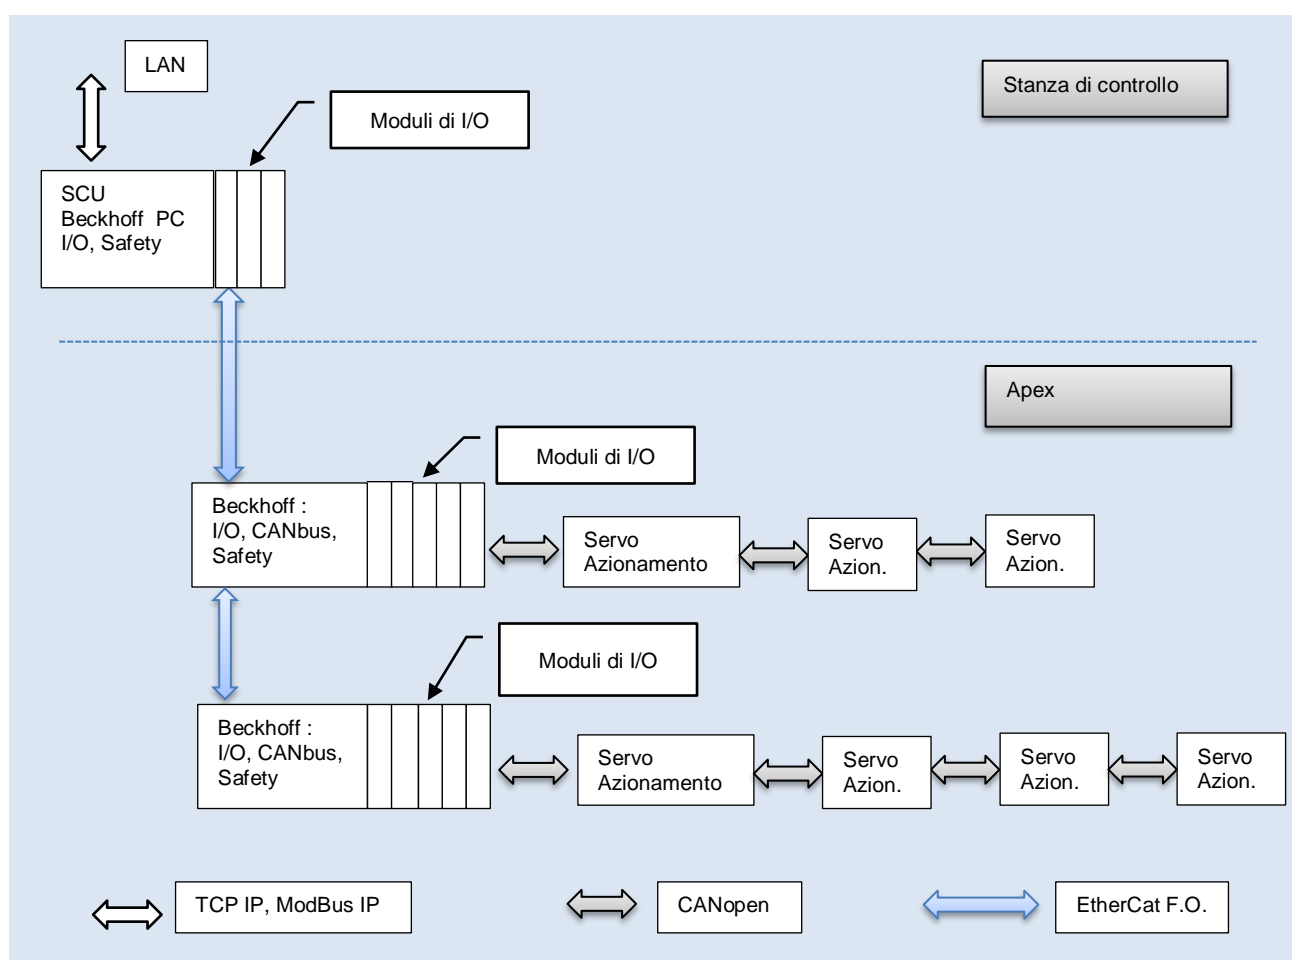 LAN
Stanza di controllo
Moduli di I/O
SCU
Beckhoff PC
I/O, Safety
Apex
Moduli di I/O
Beckhoff :
I/O, CANbus,
Safety
Servo
Azionamento
Servo
Azion.
Servo
Azion.
Moduli di I/O
Beckhoff :
I/O, CANbus,
Safety
Servo
Azionamento
Servo
Azion.
Servo
Azion.
Servo
Azion.
TCP IP, ModBus IP
CANopen
EtherCat F.O.